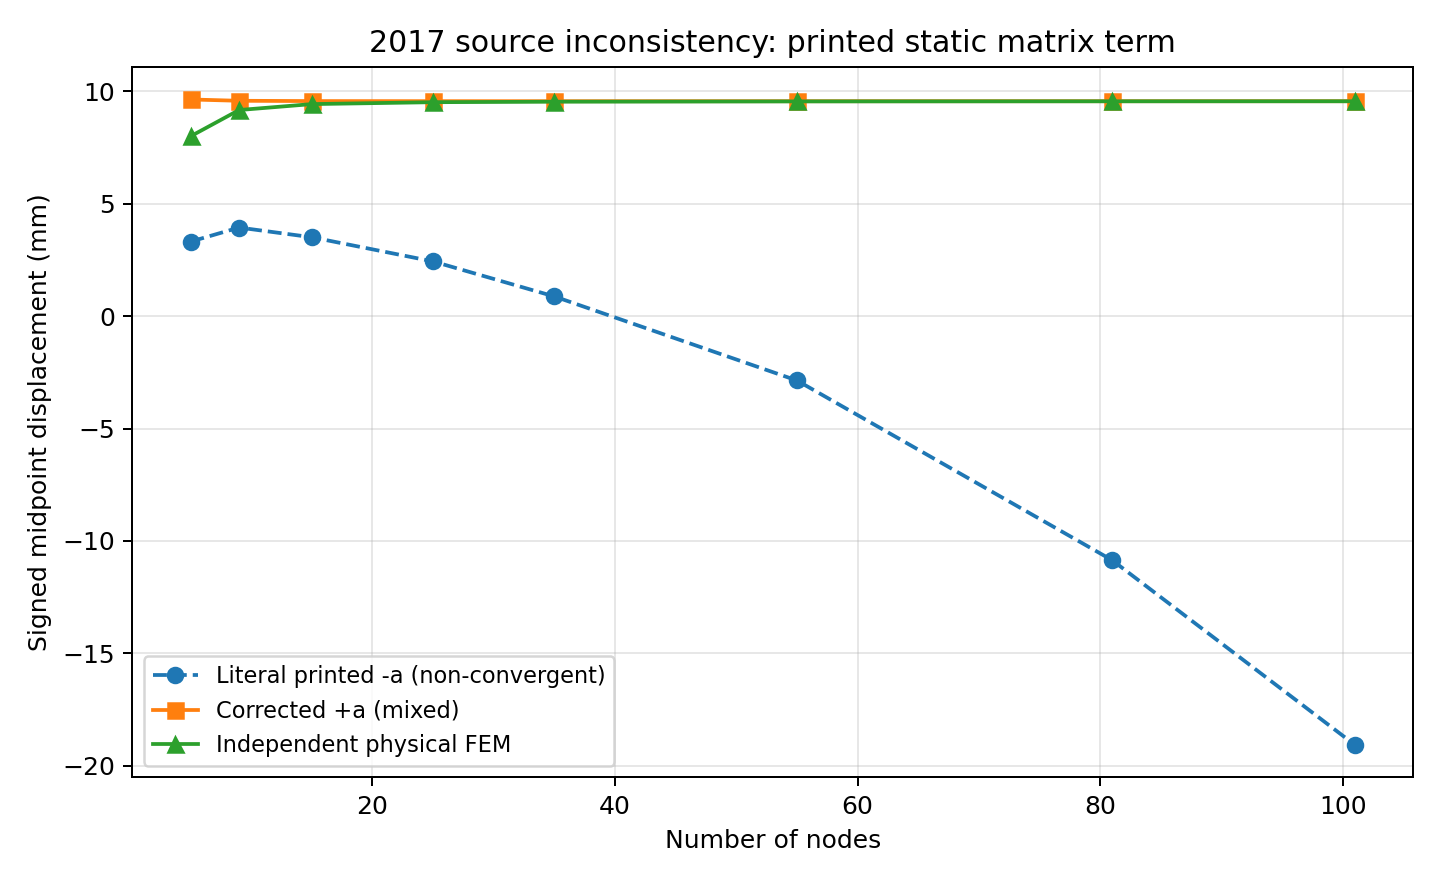 2017 source inconsistency: printed static matrix term
10
5
0
−5
−10
−15
−20
Signed midpoint displacement (mm)
Literal printed -a (non-convergent)
Corrected +a (mixed)
Independent physical FEM
20 40 60 80 100
Number of nodes